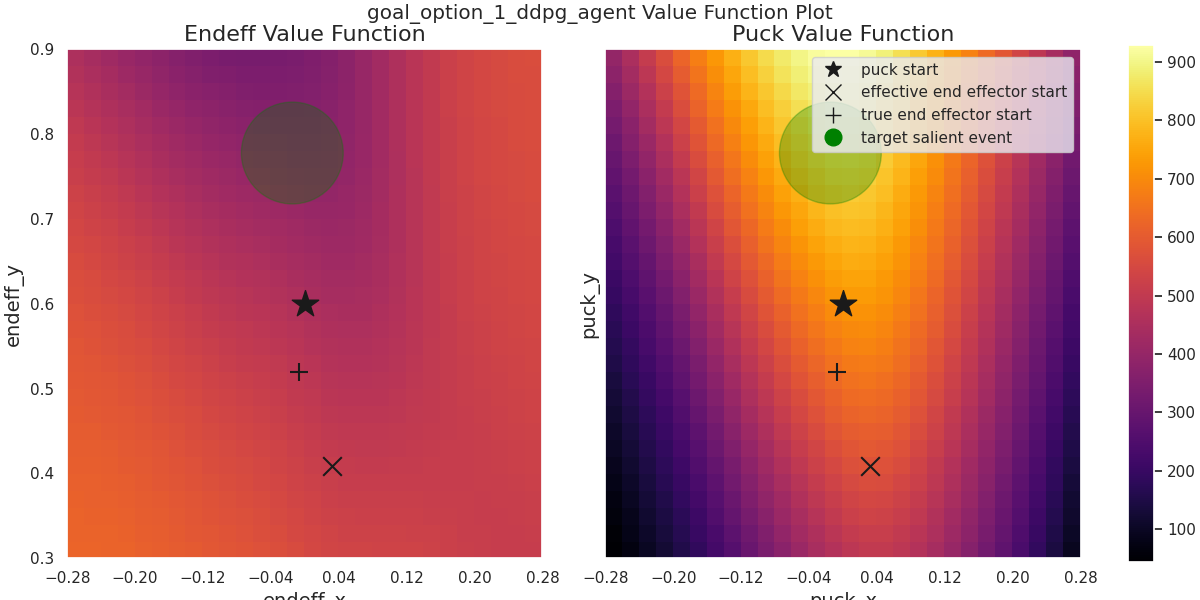 goal_option_1_ddpg_agent Value Function Plot
Endeff Value Function
Puck Value Function
endeff_y
0.9
0.8
0.7
0.6
0.5
0.4
0.3
−0.28 −0.20 −0.12 −0.04 0.04 0.12 0.20 0.28
endeff_x
puck_y
puck start
effective end effector start
true end effector start
target salient event
−0.28 −0.20 −0.12 −0.04 0.04 0.12 0.20 0.28
puck_x
900
800
700
600
500
400
300
200
100